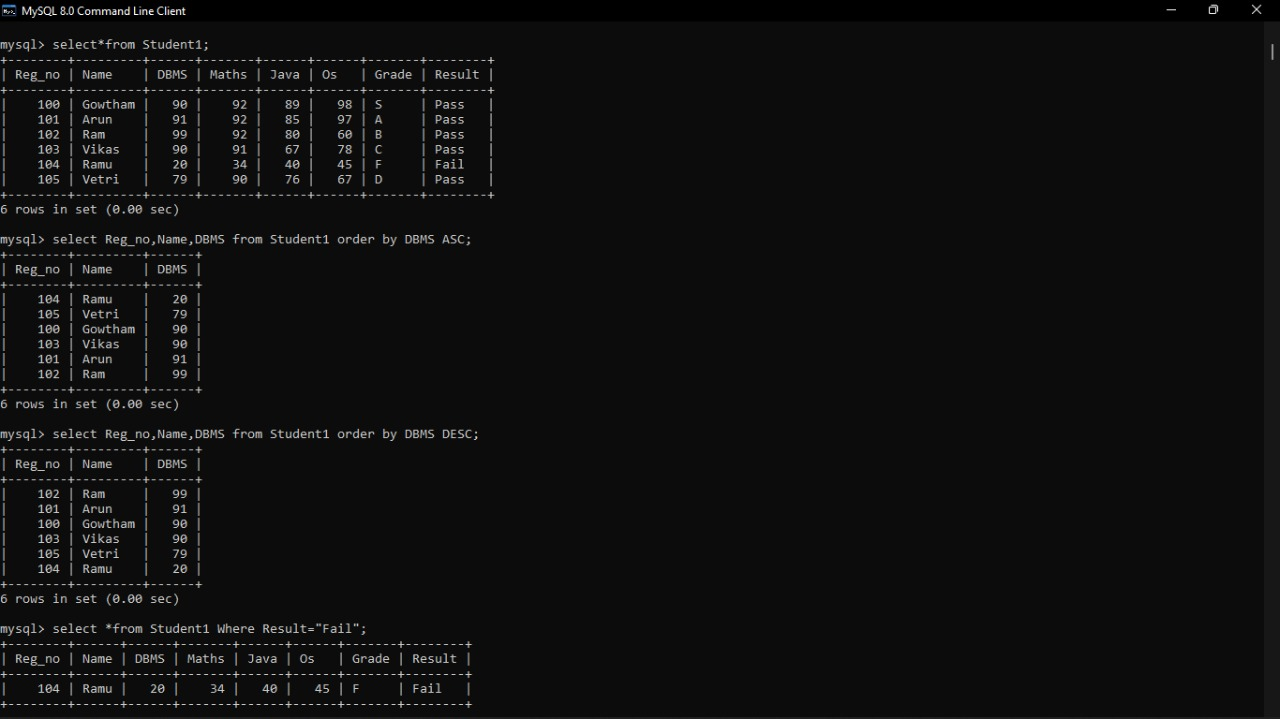 MySQL 8.0 Command Line Client
mysql> select*from Student1;
+--------+---------+------+-------+------+------+-------+--------+
| Reg_no | Name    | DBMS | Maths | Java | Os   | Grade | Result |
+--------+---------+------+-------+------+------+-------+--------+
|    100 | Gowtham |   90 |    92 |   89 |   98 | S     | Pass   |
|    101 | Arun    |   91 |    92 |   85 |   97 | A     | Pass   |
|    102 | Ram     |   99 |    92 |   80 |   60 | B     | Pass   |
|    103 | Vikas   |   90 |    91 |   67 |   78 | C     | Pass   |
|    104 | Ramu    |   20 |    34 |   40 |   45 | F     | Fail   |
|    105 | Vetri   |   79 |    90 |   76 |   67 | D     | Pass   |
+--------+---------+------+-------+------+------+-------+--------+
6 rows in set (0.00 sec)
mysql> select Reg_no,Name,DBMS from Student1 order by DBMS ASC;
+--------+---------+------+
| Reg_no | Name    | DBMS |
+--------+---------+------+
|    104 | Ramu    |   20 |
|    105 | Vetri   |   79 |
|    100 | Gowtham |   90 |
|    103 | Vikas   |   90 |
|    101 | Arun    |   91 |
|    102 | Ram     |   99 |
+--------+---------+------+
6 rows in set (0.00 sec)
mysql> select Reg_no,Name,DBMS from Student1 order by DBMS DESC;
+--------+---------+------+
| Reg_no | Name    | DBMS |
+--------+---------+------+
|    102 | Ram     |   99 |
|    101 | Arun    |   91 |
|    100 | Gowtham |   90 |
|    103 | Vikas   |   90 |
|    105 | Vetri   |   79 |
|    104 | Ramu    |   20 |
+--------+---------+------+
6 rows in set (0.00 sec)
mysql> select *from Student1 Where Result="Fail";
+--------+------+------+-------+------+------+-------+--------+
| Reg_no | Name | DBMS | Maths | Java | Os   | Grade | Result |
+--------+------+------+-------+------+------+-------+--------+
|    104 | Ramu |   20 |    34 |   40 |   45 | F     | Fail   |
+--------+------+------+-------+------+------+-------+--------+